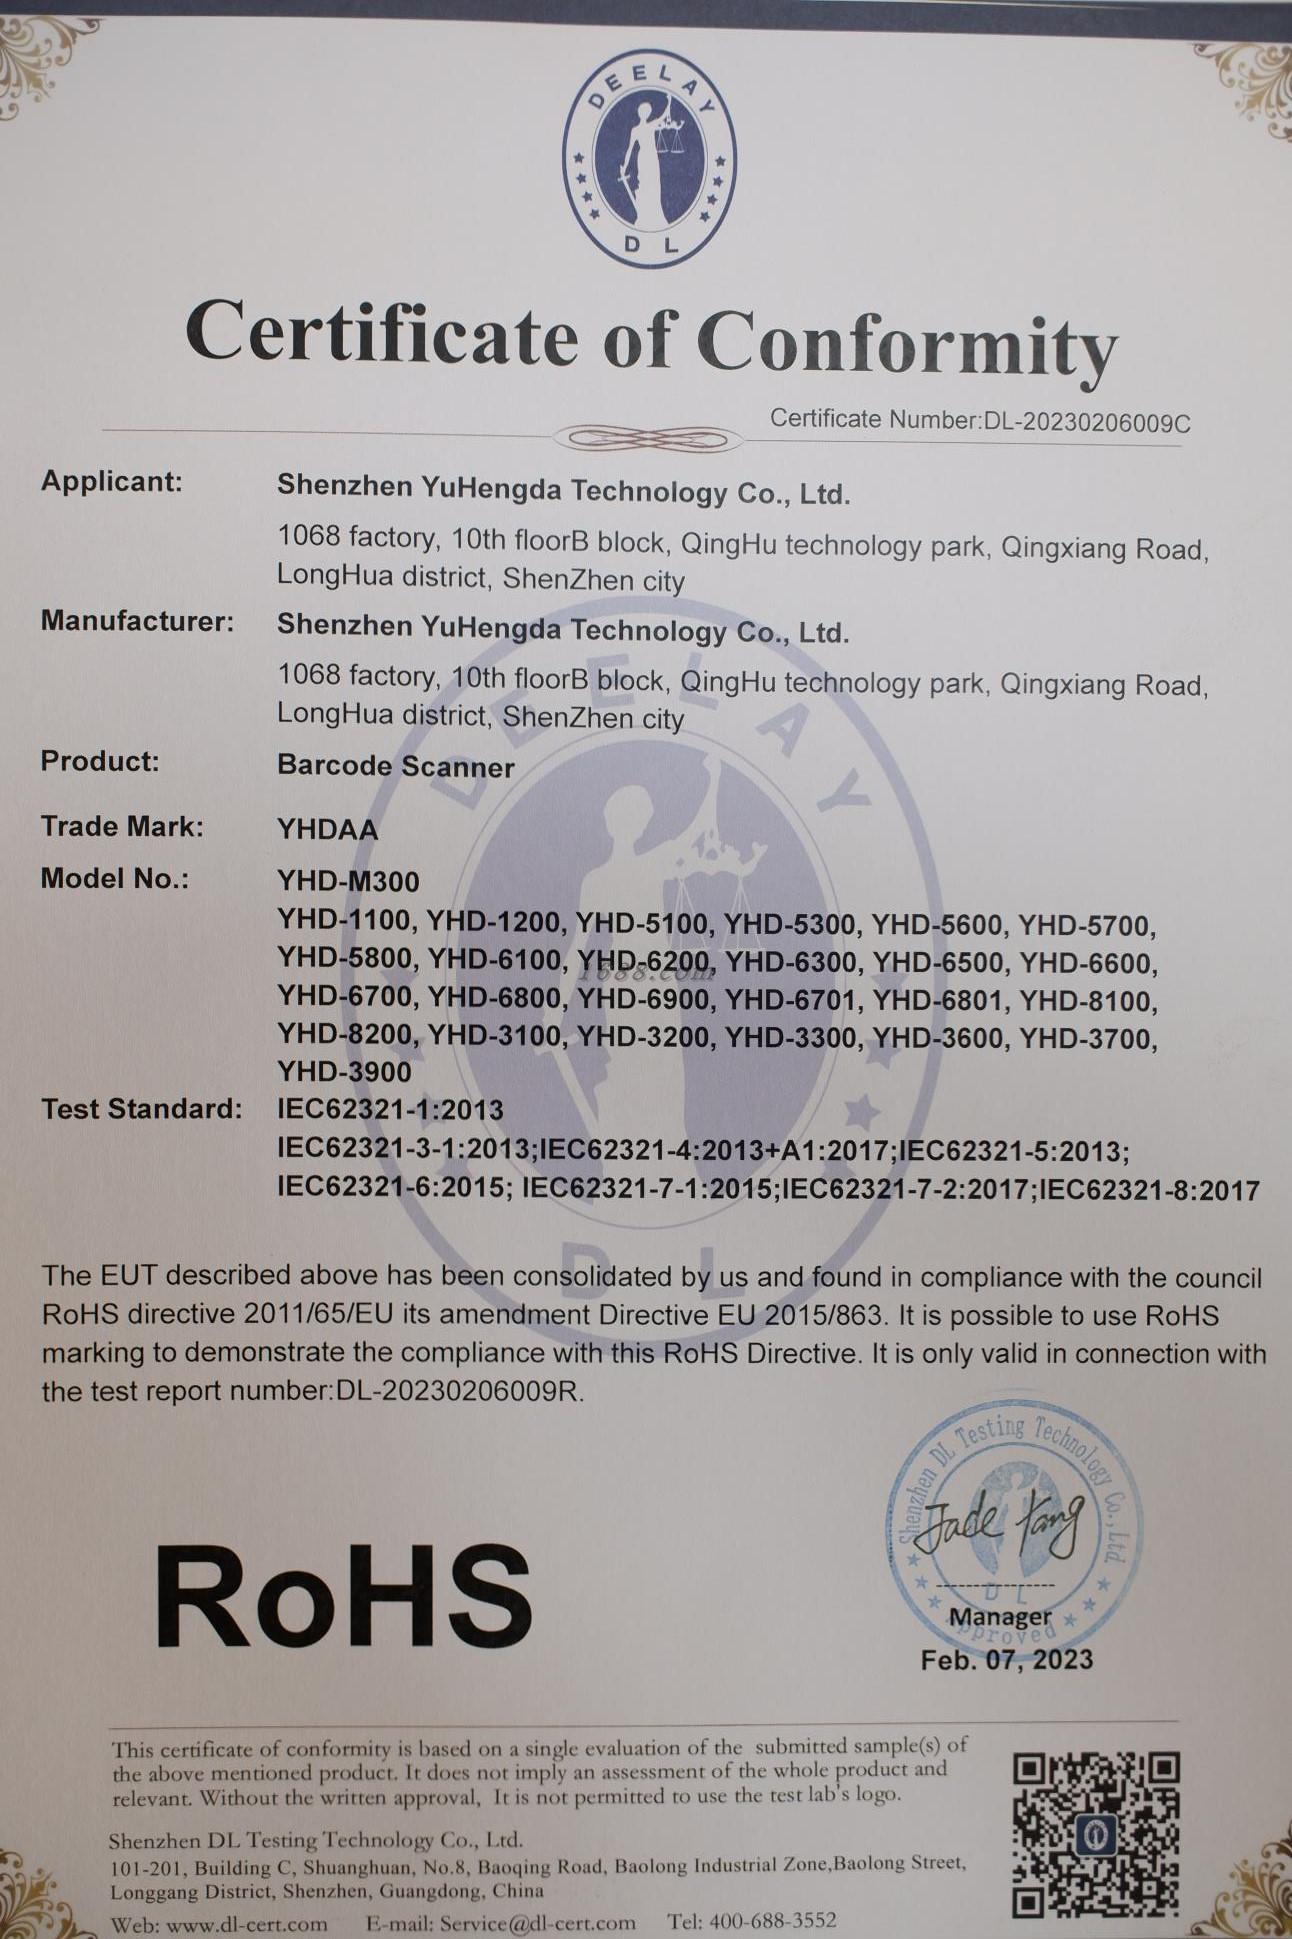 DEELAY
D L
Certificate of Conformity
Certificate Number:DL-20230206009C
Applicant: Shenzhen YuHengda Technology Co., Ltd.
1068 factory, 10th floorB block, QingHu technology park, Qingxiang Road,
LongHua district, ShenZhen city
Manufacturer: Shenzhen YuHengda Technology Co., Ltd.
1068 factory, 10th floorB block, QingHu technology park, Qingxiang Road,
LongHua district, ShenZhen city
Product: Barcode Scanner
Trade Mark: YHDAA
Model No.: YHD-M300
YHD-1100, YHD-1200, YHD-5100, YHD-5300, YHD-5600, YHD-5700,
YHD-5800, YHD-6100, YHD-6200, YHD-6300, YHD-6500, YHD-6600,
1688.com
YHD-6700, YHD-6800, YHD-6900, YHD-6701, YHD-6801, YHD-8100,
YHD-8200, YHD-3100, YHD-3200, YHD-3300, YHD-3600, YHD-3700,
YHD-3900
Test Standard: IEC62321-1:2013
IEC62321-3-1:2013;IEC62321-4:2013+A1:2017;IEC62321-5:2013;
IEC62321-6:2015; IEC62321-7-1:2015;IEC62321-7-2:2017;IEC62321-8:2017
DEELAY
D L
The EUT described above has been consolidated by us and found in compliance with the council
RoHS directive 2011/65/EU its amendment Directive EU 2015/863. It is possible to use RoHS
marking to demonstrate the compliance with this RoHS Directive. It is only valid in connection with
the test report number:DL-20230206009R.
RoHS
Shenzhen DL Testing Technology Co., Ltd.
Jade Yang
D L
Manager
Approved
Feb. 07, 2023
This certificate of conformity is based on a single evaluation of the submitted sample(s) of
the above mentioned product. It does not imply an assessment of the whole product and
relevant. Without the written approval, It is not permitted to use the test lab's logo.
Shenzhen DL Testing Technology Co., Ltd.
101-201, Building C, Shuanghuan, No.8, Baoqing Road, Baolong Industrial Zone,Baolong Street,
Longgang District, Shenzhen, Guangdong, China
Web: www.dl-cert.com E-mail: Service@dl-cert.com Tel: 400-688-3552